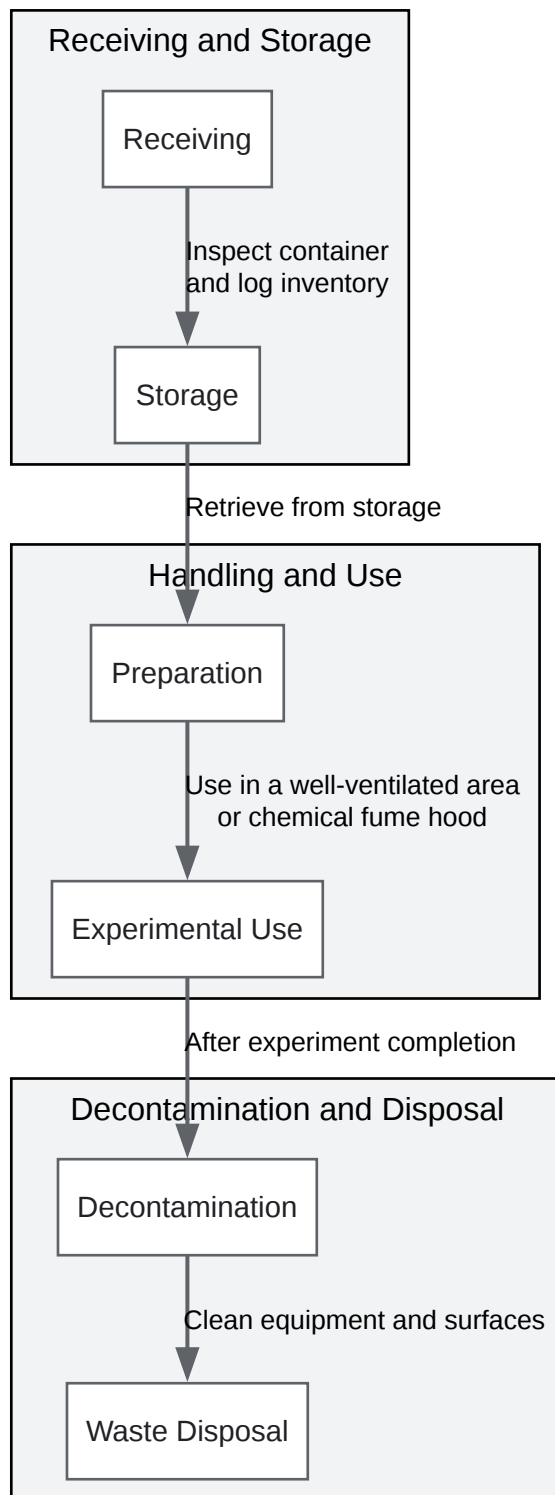 Receiving and Storage
Receiving
Inspect container
and log inventory
Storage
Retrieve from storage
Handling and Use
Preparation
Use in a well-ventilated area
or chemical fume hood
Experimental Use
After experiment completion
Decontamination and Disposal
Decontamination
Clean equipment and surfaces
Waste Disposal